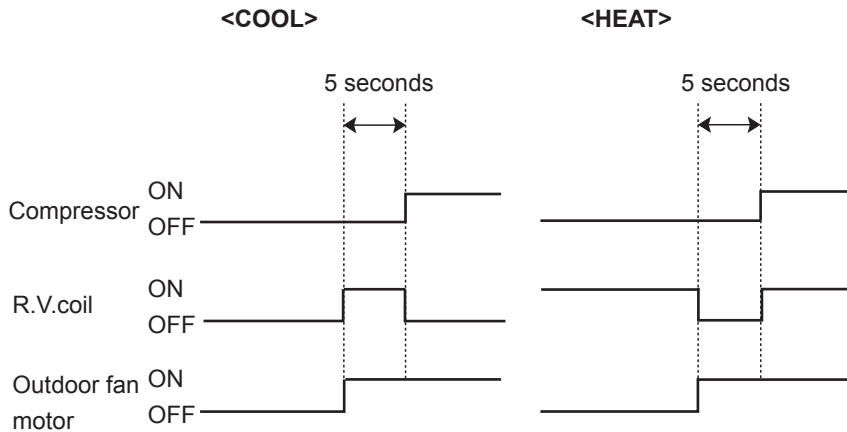 <COOL>
<HEAT>
5 seconds
5 seconds
Compressor
ON
OFF
R.V.coil
ON
OFF
Outdoor fan
motor
ON
OFF